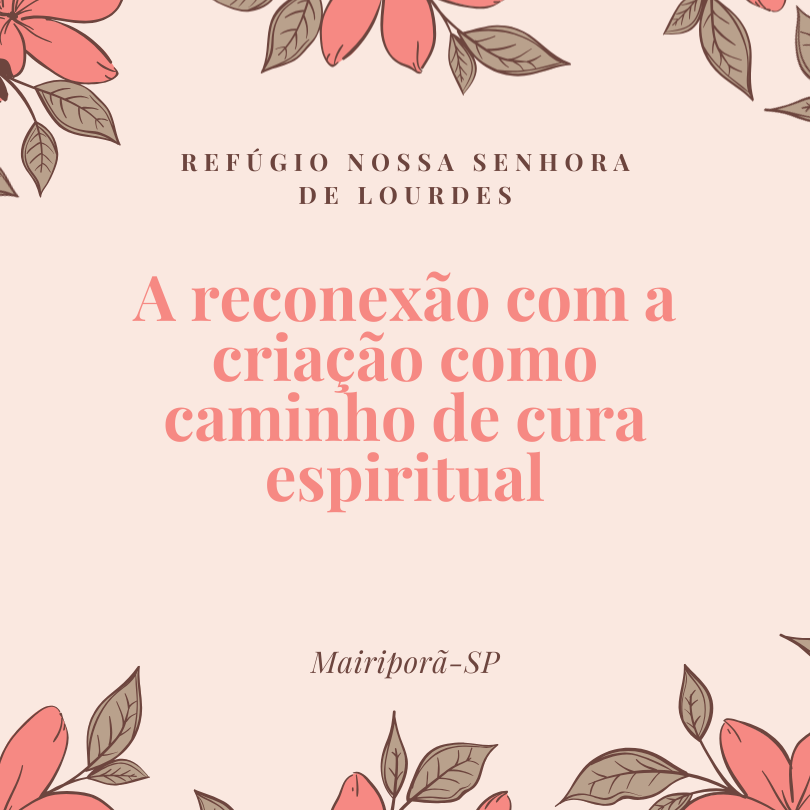 REFÚGIO NOSSA SENHORA
DE LOURDES
A reconexão com a
criação como
caminho de cura
espiritual
Mairiporã-SP